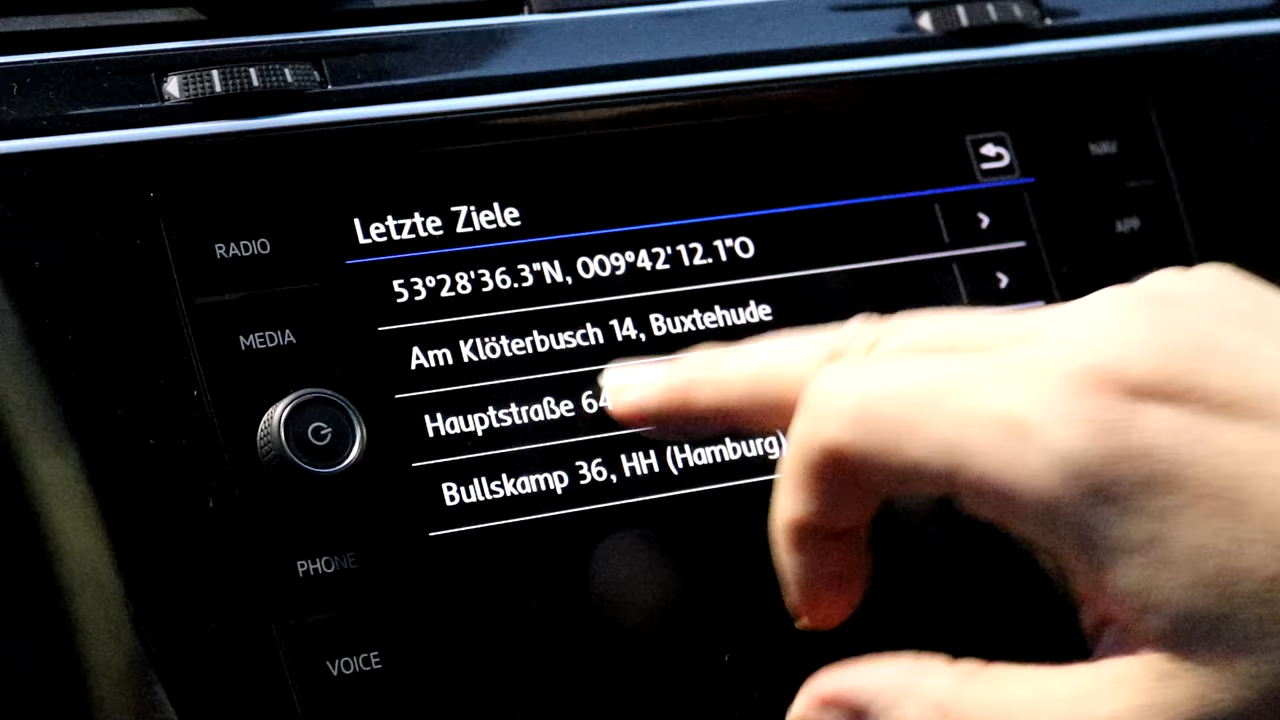 NAV
RADIO
APP
MEDIA
PHONE
VOICE
Letzte Ziele
53°28'36.3"N, 009°42'12.1"O
Am Klöterbusch 14, Buxtehude
Hauptstraße 64
Bullskamp 36, HH (Hamburg)